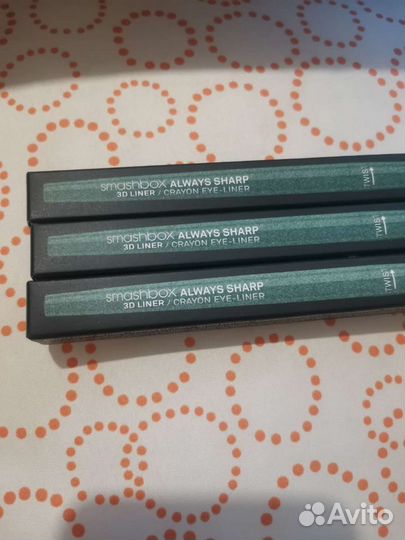 smashbox ALWAYS SHARP
3D LINER / CRAYON EYE-LINER
TWIST
smashbox ALWAYS SHARP
3D LINER / CRAYON EYE-LINER
TWIST
smashbox ALWAYS SHARP
3D LINER / CRAYON EYE-LINER
TWIST
Avito